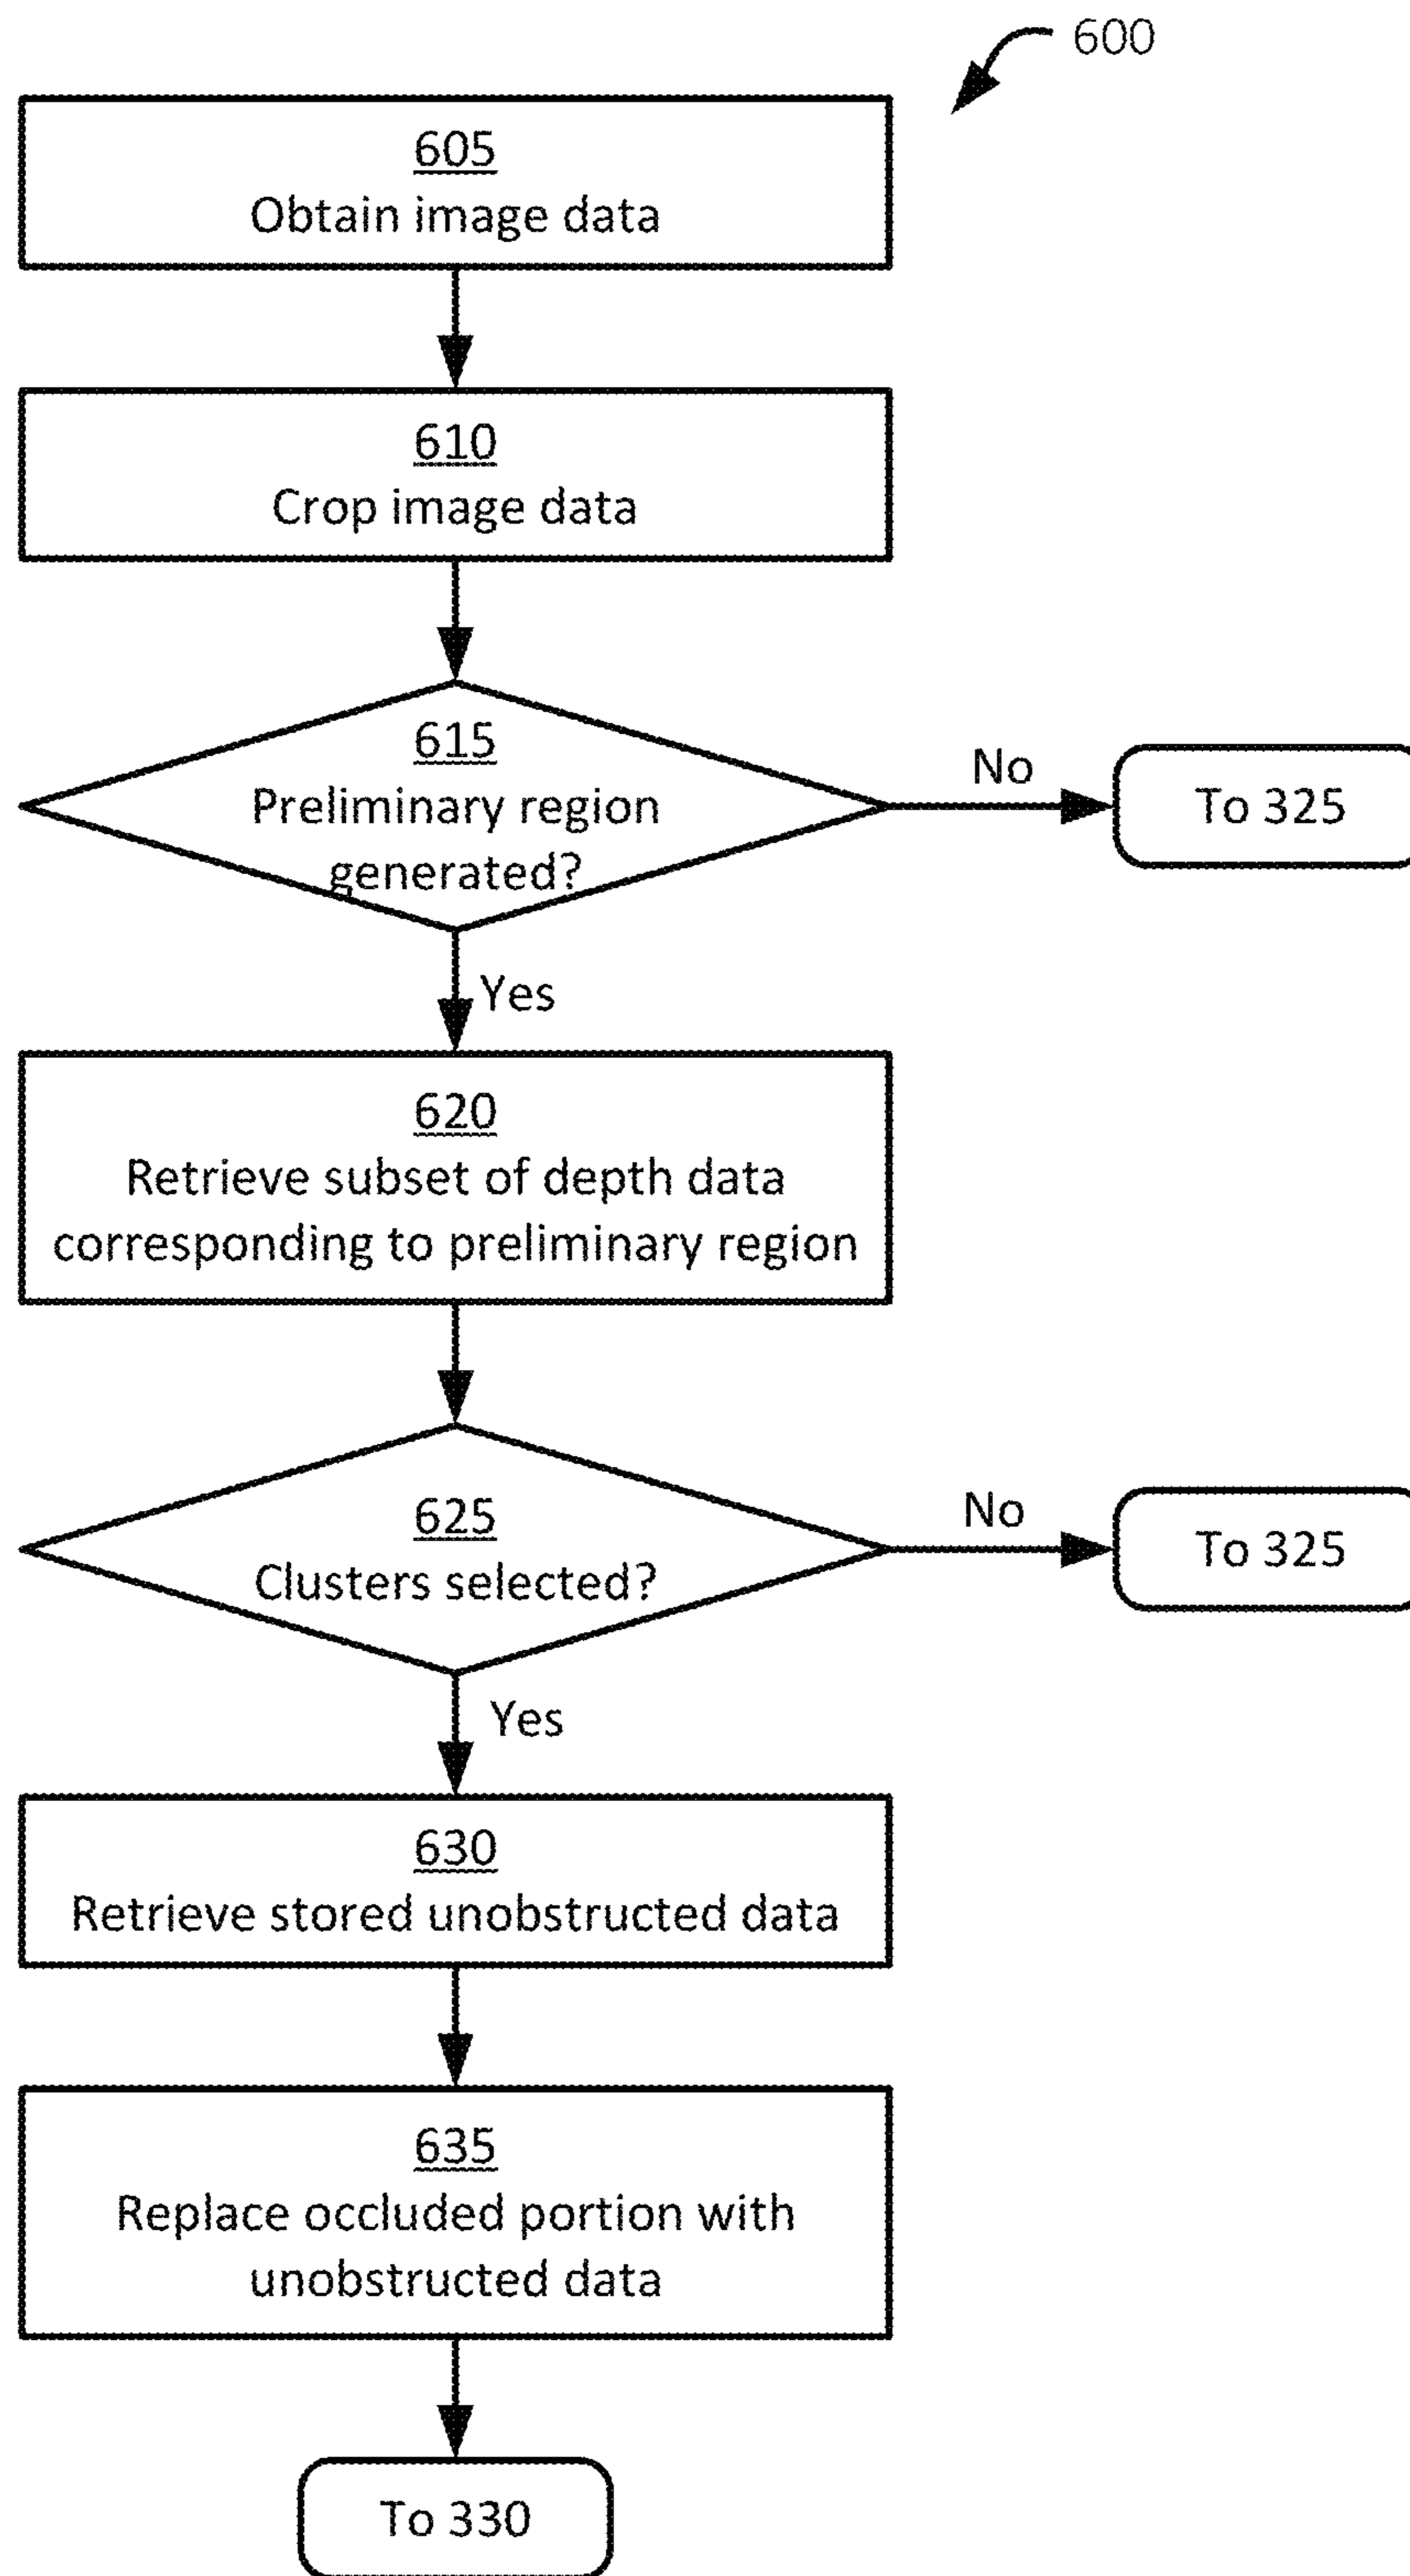 600
605
Obtain image data
610
Crop image data
615
Preliminary region
generated?
No
To 325
Yes
620
Retrieve subset of depth data
corresponding to preliminary region
625
Clusters selected?
No
To 325
Yes
630
Retrieve stored unobstructed data
635
Replace occluded portion with
unobstructed data
To 330